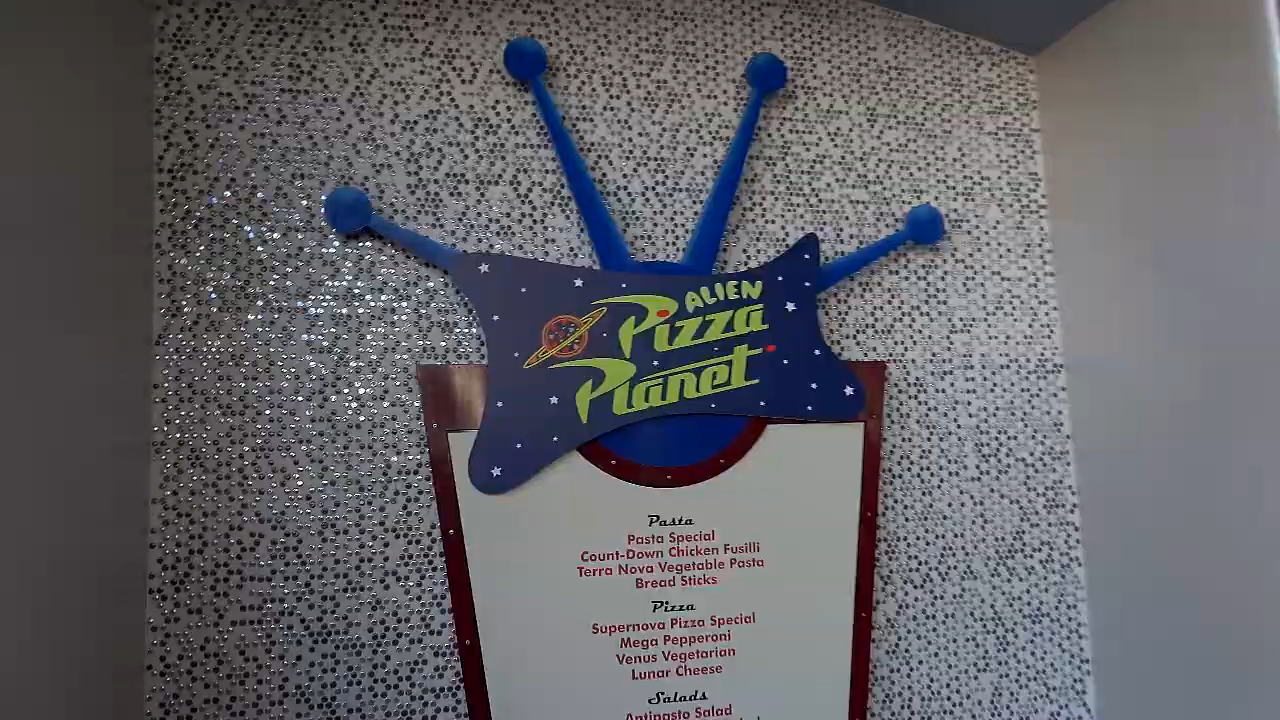 ALIEN
Pizza
Planet
Pasta
Pasta Special
Count-Down Chicken Fusilli
Terra Nova Vegetable Pasta
Bread Sticks
Pizza
Supernova Pizza Special
Mega Pepperoni
Venus Vegetarian
Lunar Cheese
Salads
Antipasto Salad